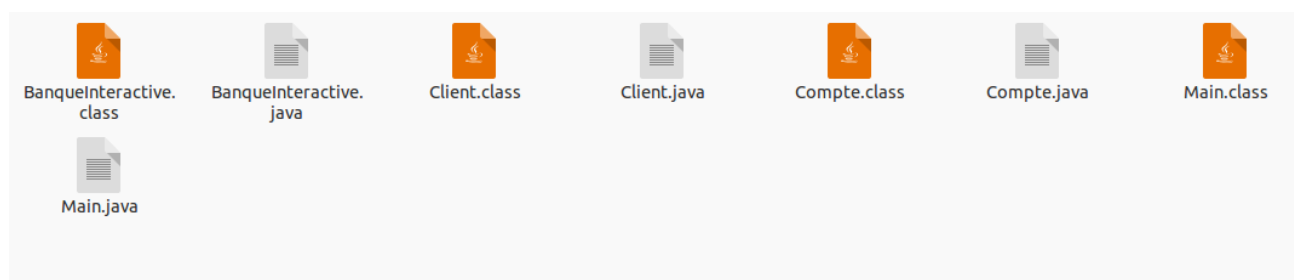 BanqueInteractive.
class
BanqueInteractive.
java
Client.class
Client.java
Compte.class
Compte.java
Main.class
Main.java